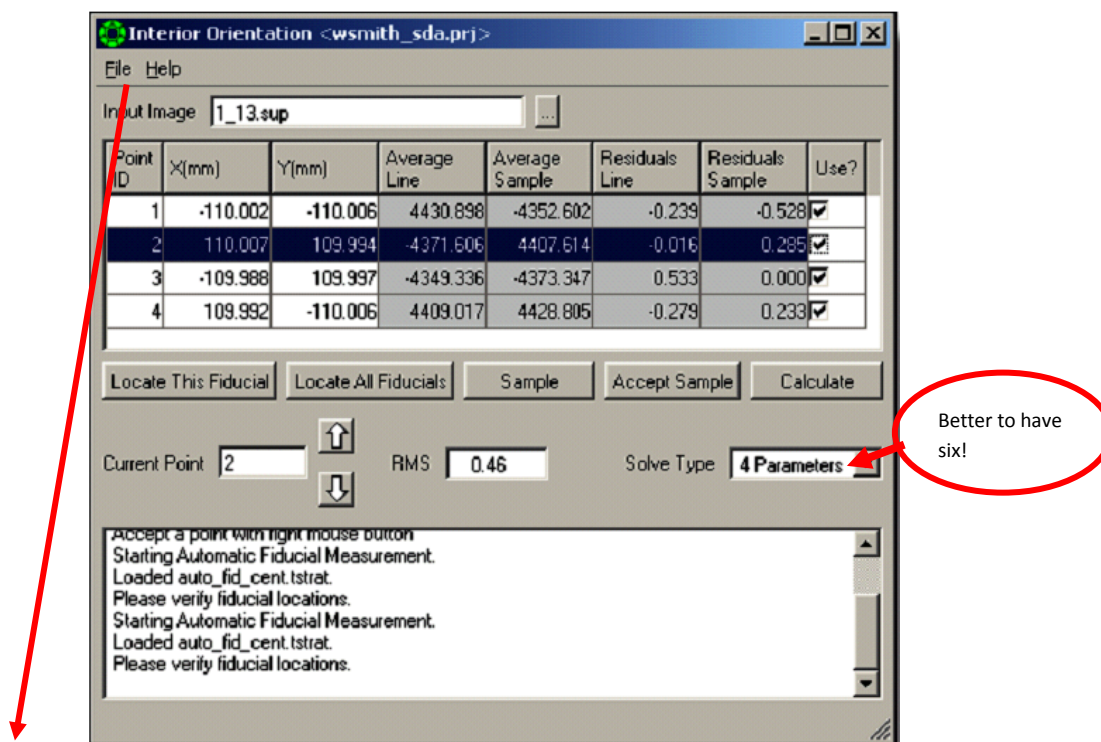 Interior Orientation <wsmith_sda.prj>
File Help
Input Image 1_13.sup ...
Point ID X(mm) Y(mm) Average Line Average Sample Residuals Line Residuals Sample Use?
1 -110.002 -110.006 4430.898 -4352.602 -0.239 -0.528
2 110.007 109.994 -4371.606 4407.614 -0.016 0.285
3 -109.988 109.997 -4349.336 -4373.347 0.533 0.000
4 109.992 -110.006 4409.017 4428.805 -0.279 0.233
Locate This Fiducial Locate All Fiducials Sample Accept Sample Calculate
Current Point 2 RMS 0.46 Solve Type 4 Parameters
Better to have
six!
Accept a point with right mouse button
Starting Automatic Fiducial Measurement.
Loaded auto_fid_cent.tstrat.
Please verify fiducial locations.
Starting Automatic Fiducial Measurement.
Loaded auto_fid_cent.tstrat.
Please verify fiducial locations.